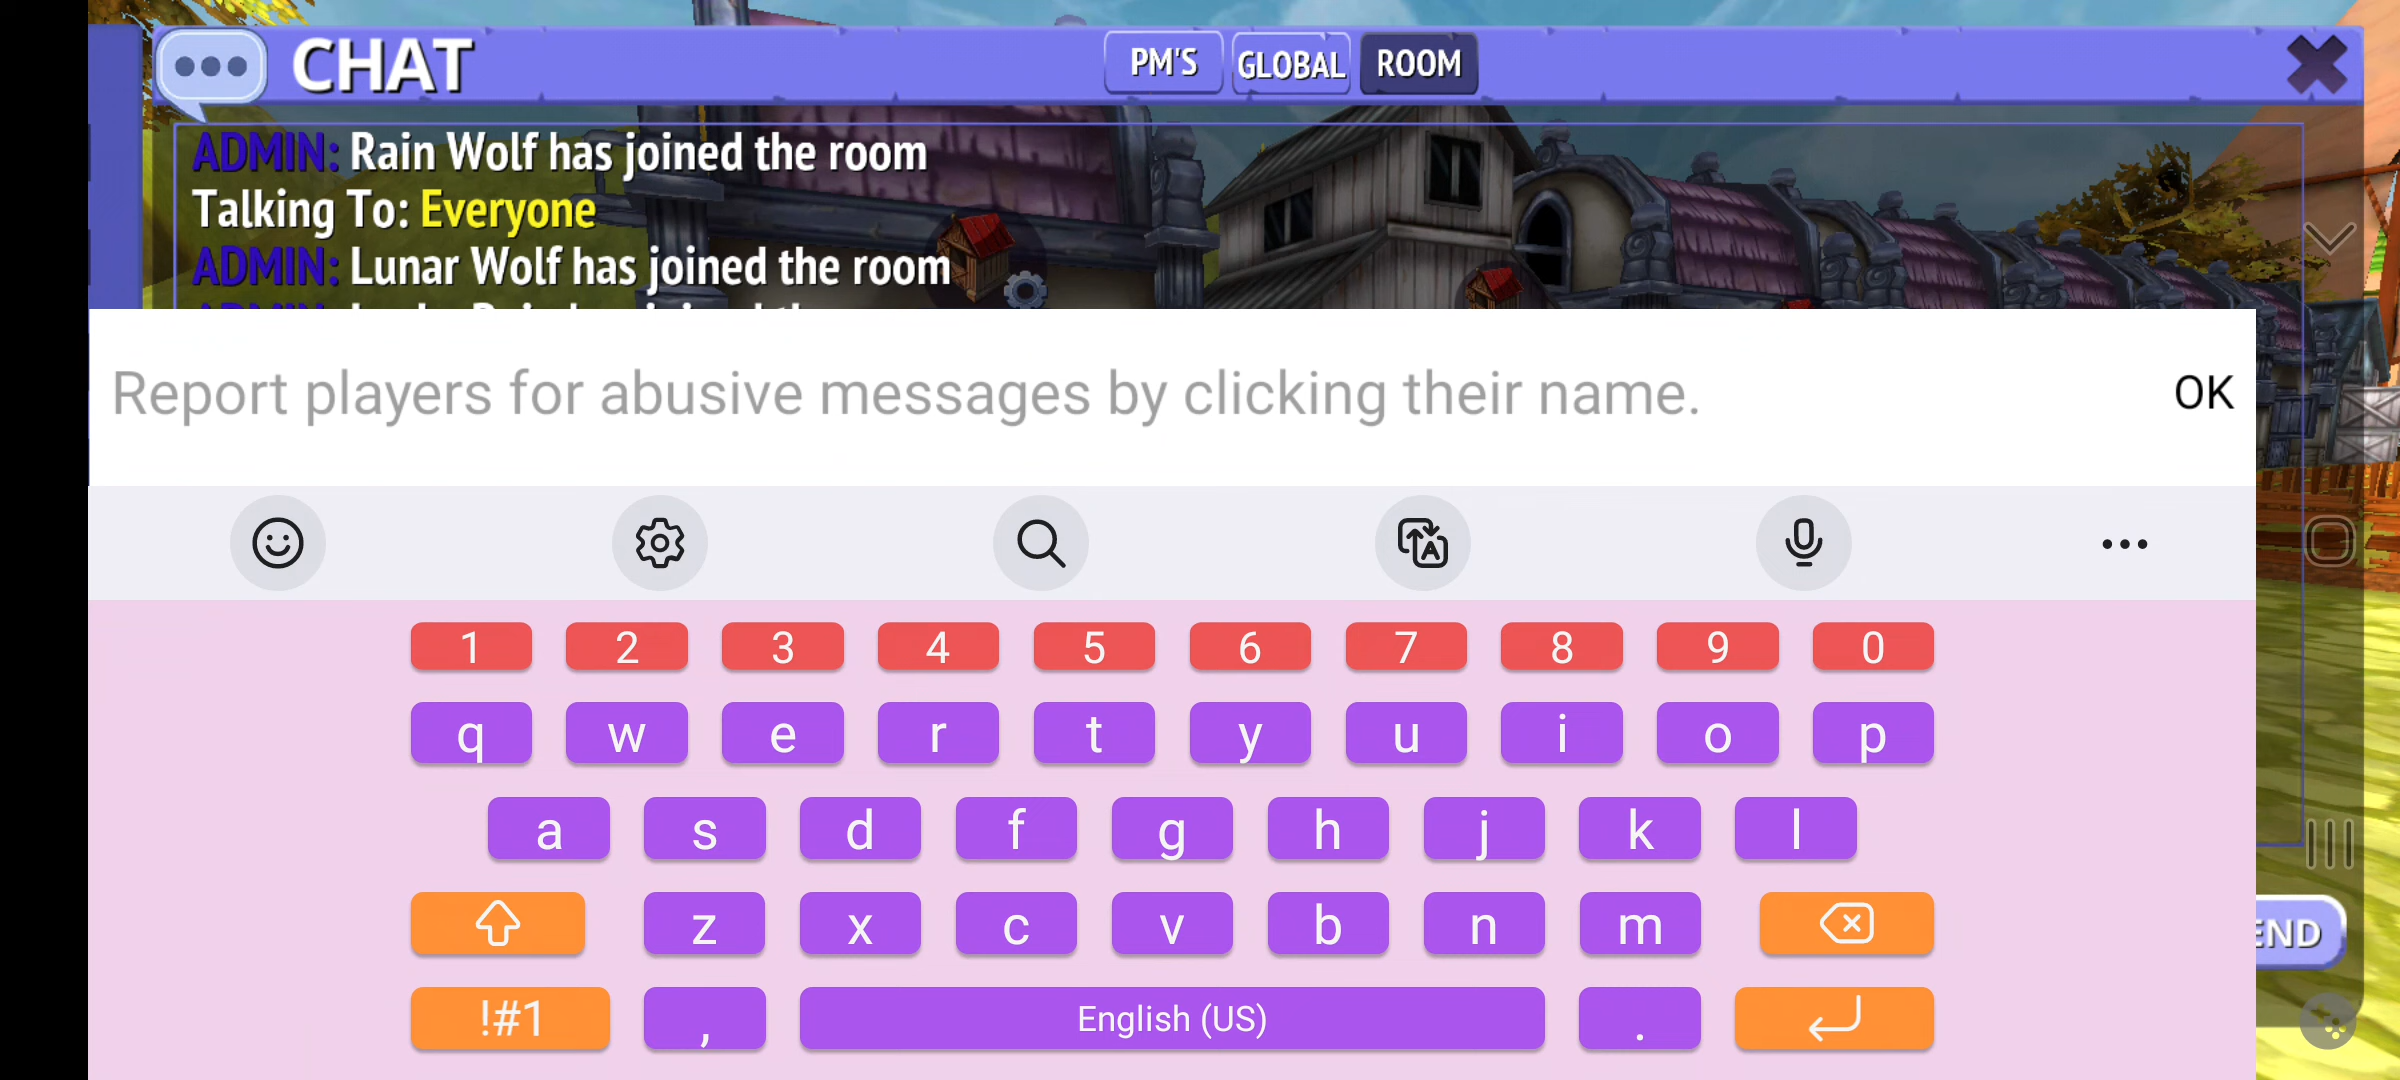 CHAT
PM'S GLOBAL ROOM
ADMIN: Rain Wolf has joined the room
Talking To: Everyone
ADMIN: Lunar Wolf has joined the room
Report players for abusive messages by clicking their name. OK
1 2 3 4 5 6 7 8 9 0
q w e r t y u i o p
a s d f g h j k l
z x c v b n m
END
!#1 , English (US) .